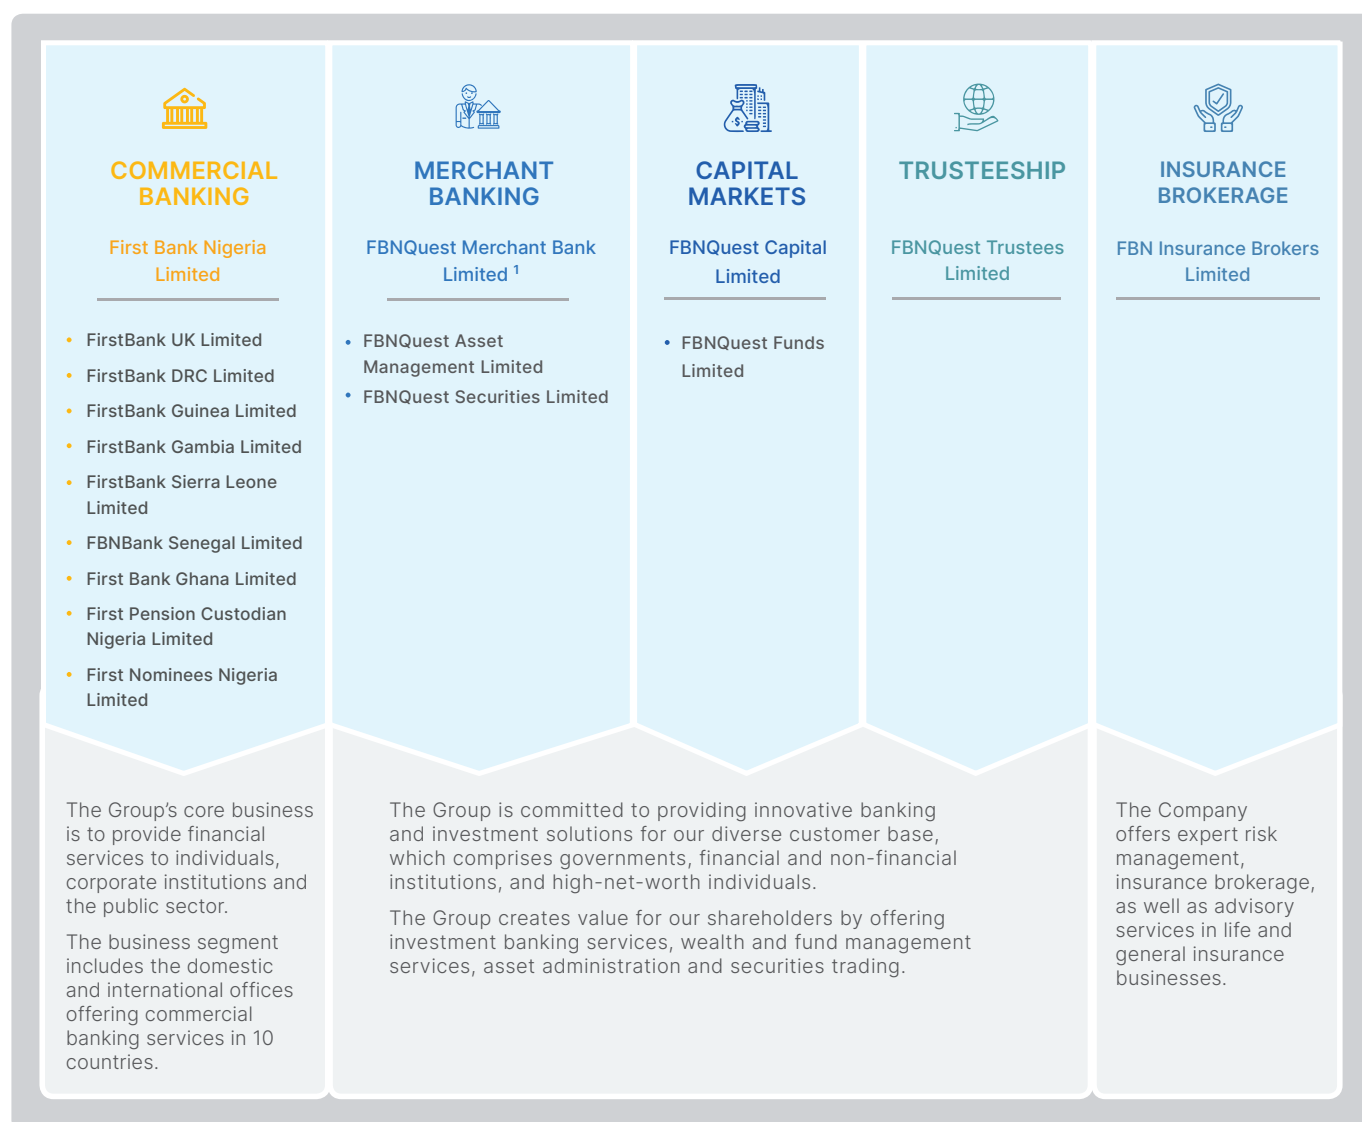 COMMERCIAL
BANKING
First Bank Nigeria
Limited
• FirstBank UK Limited
• FirstBank DRC Limited
• FirstBank Guinea Limited
• FirstBank Gambia Limited
• FirstBank Sierra Leone
Limited
• FBNBank Senegal Limited
• First Bank Ghana Limited
• First Pension Custodian
Nigeria Limited
• First Nominees Nigeria
Limited
The Group’s core business
is to provide financial
services to individuals,
corporate institutions and
the public sector.
The business segment
includes the domestic
and international offices
offering commercial
banking services in 10
countries.
MERCHANT
BANKING
FBNQuest Merchant Bank
Limited ¹
• FBNQuest Asset
Management Limited
• FBNQuest Securities Limited
CAPITAL
MARKETS
FBNQuest Capital
Limited
• FBNQuest Funds
Limited
TRUSTEESHIP
FBNQuest Trustees
Limited
The Group is committed to providing innovative banking
and investment solutions for our diverse customer base,
which comprises governments, financial and non-financial
institutions, and high-net-worth individuals.
The Group creates value for our shareholders by offering
investment banking services, wealth and fund management
services, asset administration and securities trading.
INSURANCE
BROKERAGE
FBN Insurance Brokers
Limited
The Company
offers expert risk
management,
insurance brokerage,
as well as advisory
services in life and
general insurance
businesses.